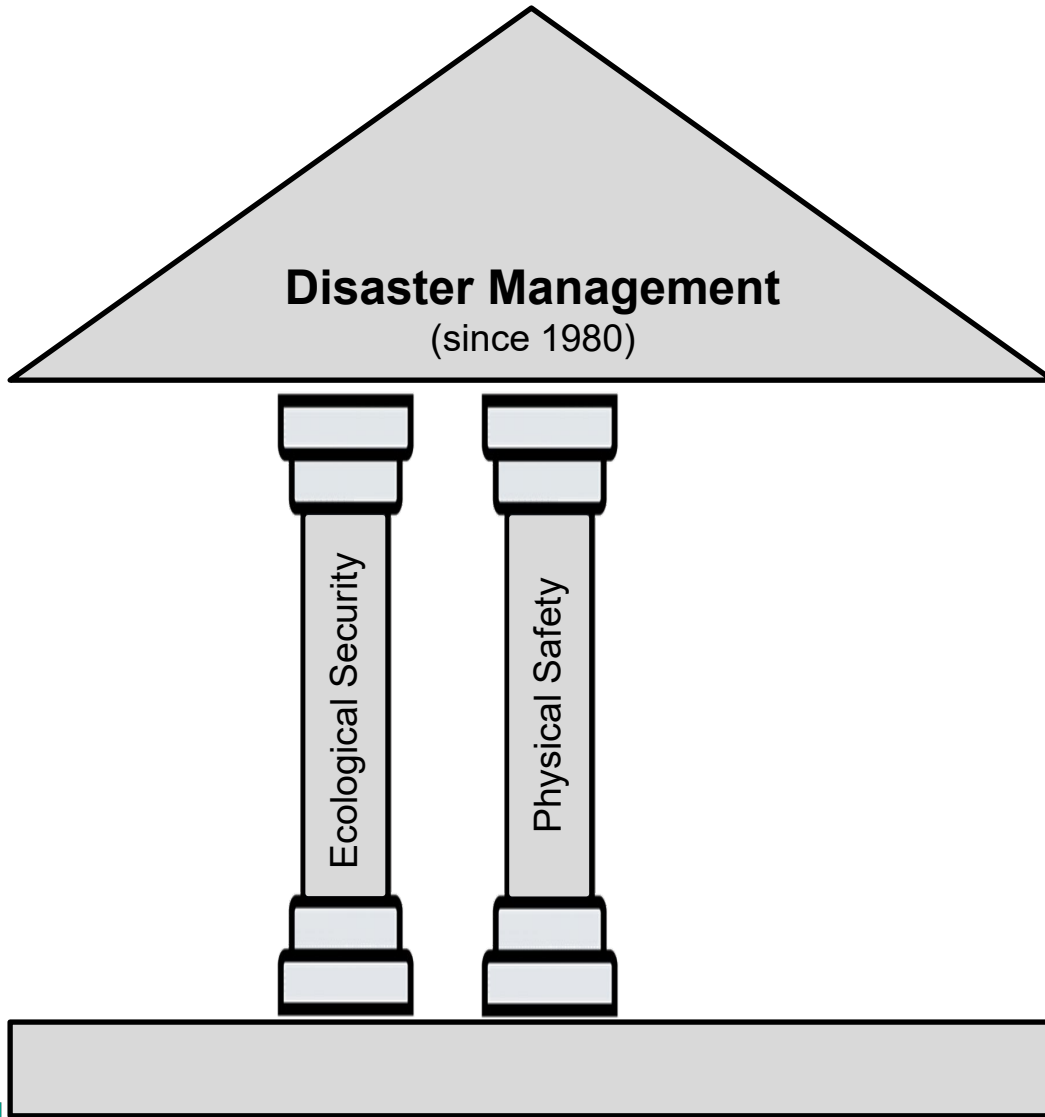 Disaster Management
(since 1980)
Ecological Security
Physical Safety